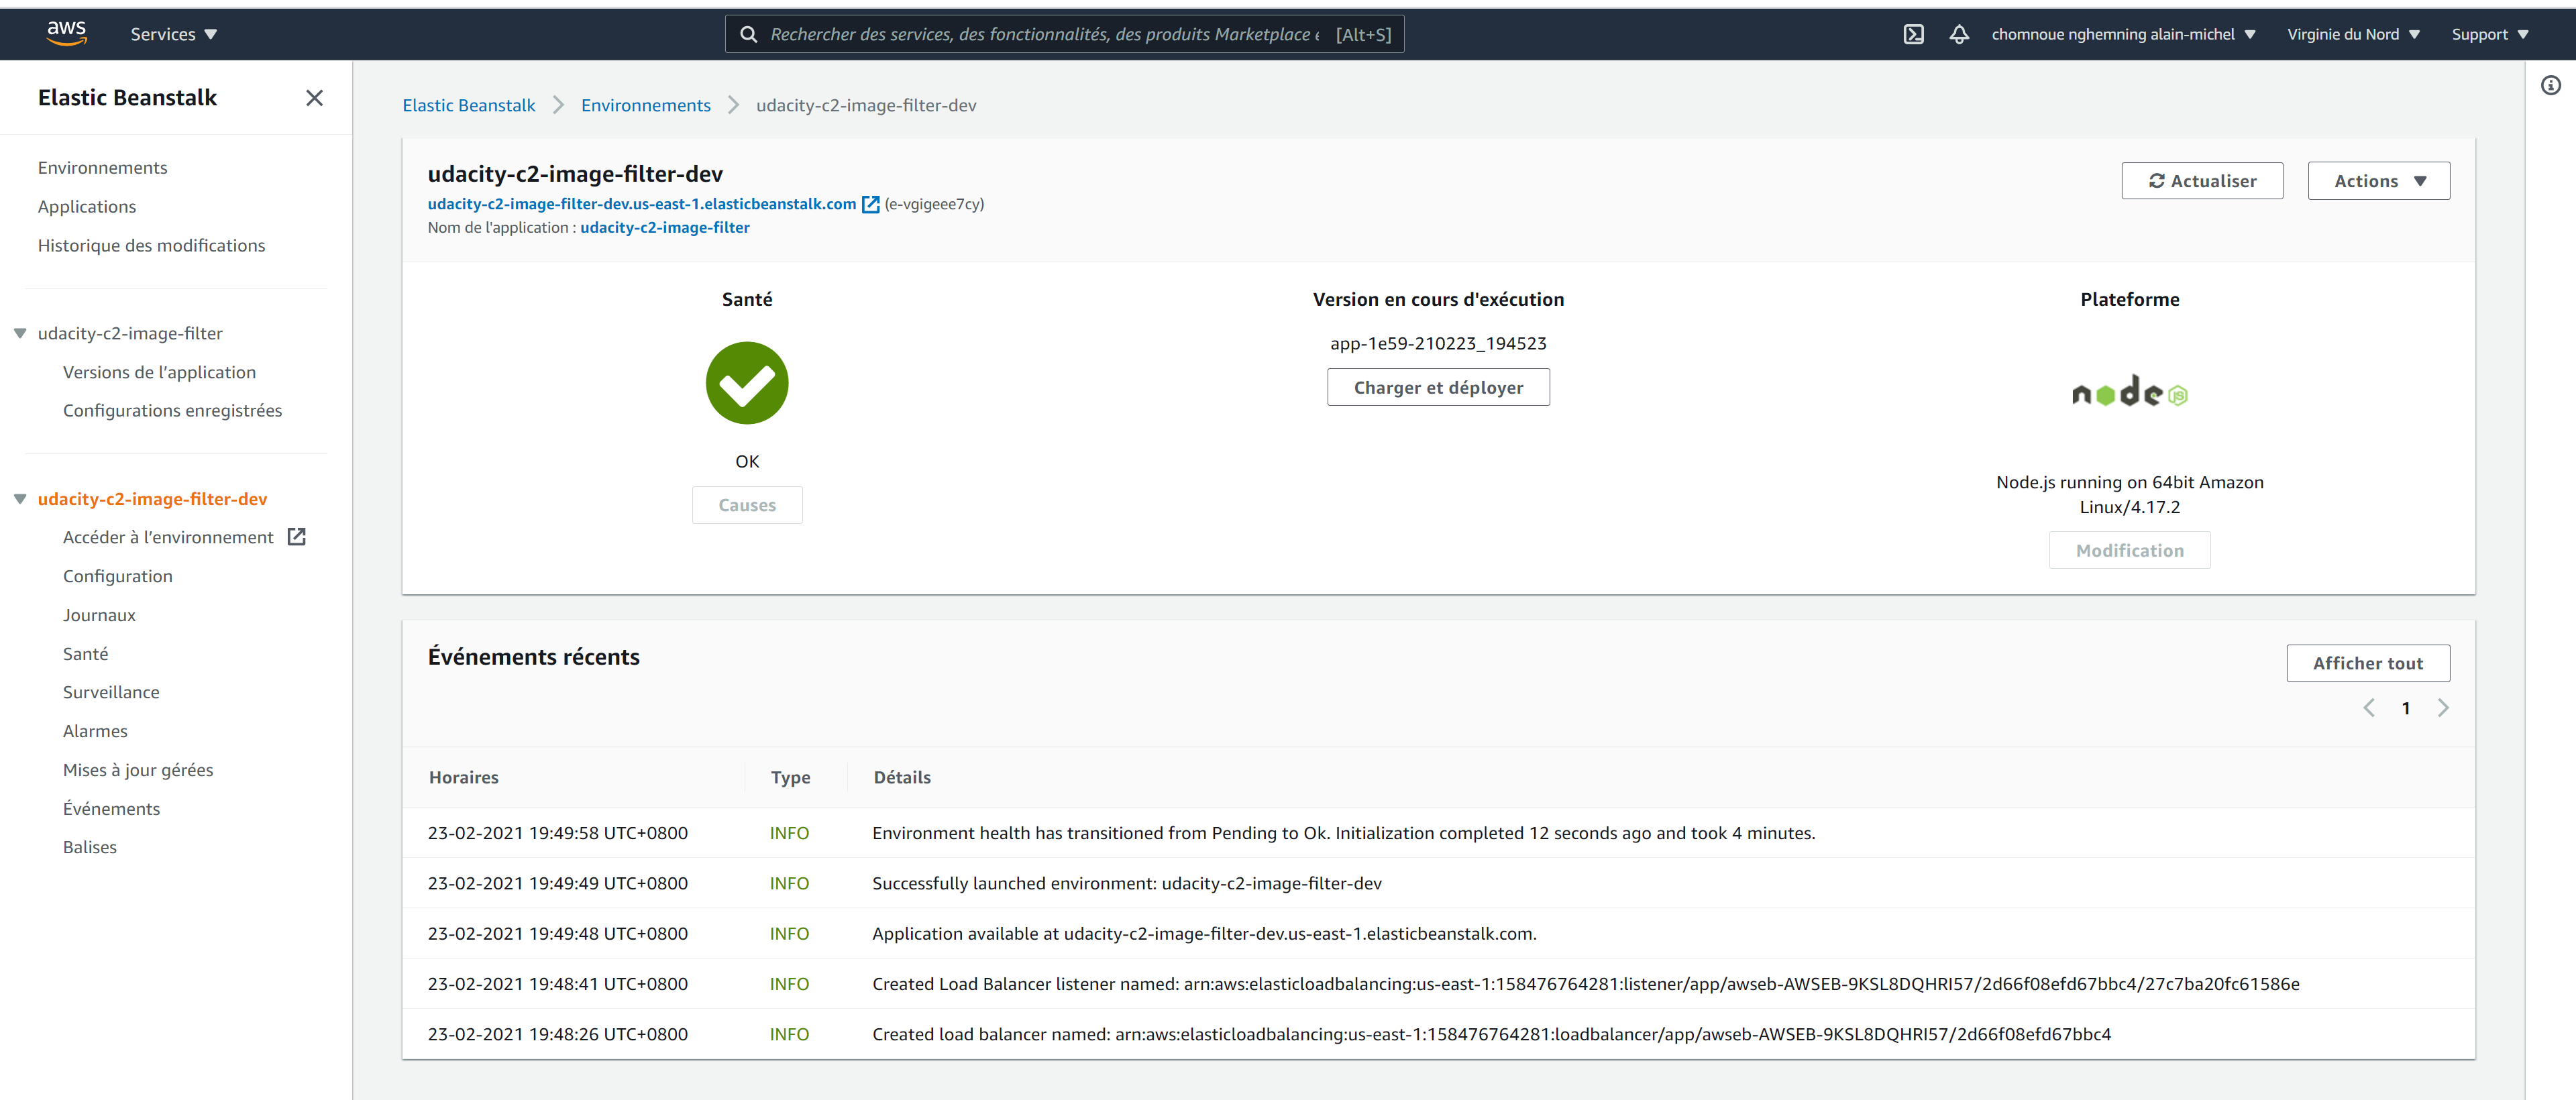 aws
Services
Rechercher des services, des fonctionnalités, des produits Marketplace e [Alt+S]
chomnoue nghemning alain-michel
Virginie du Nord
Support
Elastic Beanstalk
Environnements
Applications
Historique des modifications
udacity-c2-image-filter
Versions de l’application
Configurations enregistrées
udacity-c2-image-filter-dev
Accéder à l’environnement
Configuration
Journaux
Santé
Surveillance
Alarmes
Mises à jour gérées
Événements
Balises
Elastic Beanstalk > Environnements > udacity-c2-image-filter-dev
udacity-c2-image-filter-dev
udacity-c2-image-filter-dev.us-east-1.elasticbeanstalk.com (e-vgigeee7cy)
Nom de l'application : udacity-c2-image-filter
Actualiser
Actions
Santé
OK
Causes
Version en cours d'exécution
app-1e59-210223_194523
Charger et déployer
Plateforme
node JS
Node.js running on 64bit Amazon
Linux/4.17.2
Modification
Événements récents
Afficher tout
1
Horaires Type Détails
23-02-2021 19:49:58 UTC+0800 INFO Environment health has transitioned from Pending to Ok. Initialization completed 12 seconds ago and took 4 minutes.
23-02-2021 19:49:49 UTC+0800 INFO Successfully launched environment: udacity-c2-image-filter-dev
23-02-2021 19:49:48 UTC+0800 INFO Application available at udacity-c2-image-filter-dev.us-east-1.elasticbeanstalk.com.
23-02-2021 19:48:41 UTC+0800 INFO Created Load Balancer listener named: arn:aws:elasticloadbalancing:us-east-1:158476764281:listener/app/awseb-AWSEB-9KSL8DQHRI57/2d66f08efd67bbc4/27c7ba20fc61586e
23-02-2021 19:48:26 UTC+0800 INFO Created load balancer named: arn:aws:elasticloadbalancing:us-east-1:158476764281:loadbalancer/app/awseb-AWSEB-9KSL8DQHRI57/2d66f08efd67bbc4